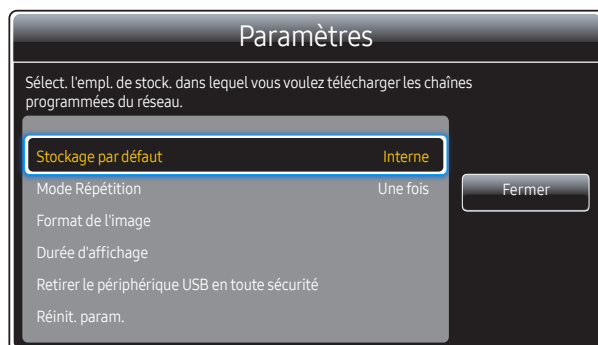 Paramètres
Sélect. l'empl. de stock. dans lequel vous voulez télécharger les chaînes
programmées du réseau.
Stockage par défaut Interne
Mode Répétition Une fois
Fermer
Format de l'image
Durée d'affichage
Retirer le périphérique USB en toute sécurité
Réinit. param.